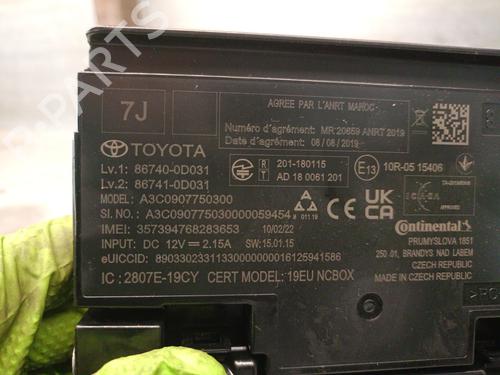 7J
AGREE PAR L'ANRT MAROC
Numéro d'agrément: MR 20659 ANRT 2019
Date d'agrément: 08 / 08 / 2019
TOYOTA
Lv.1: 86740-0D031
Lv.2: 86741-0D031
MODEL: A3C0907750300
SI. NO.: A3C090775030000059454
IMEI: 357394768283653 10/02/22
INPUT: DC 12V 2.15A SW:15.01.15
eUICCID: 89033023311330000000016125941586
IC : 2807E-19CY CERT MODEL: 19EU NCBOX
R 201-180115
T AD 18 0061 201
E13 10R-05 15406
ICASA
UK
CA
Continental
PRUMYSLOVA 1851
250 01, BRANDYS NAD LABEM
CZECH REPUBLIC
MADE IN CZECH REPUBLIC